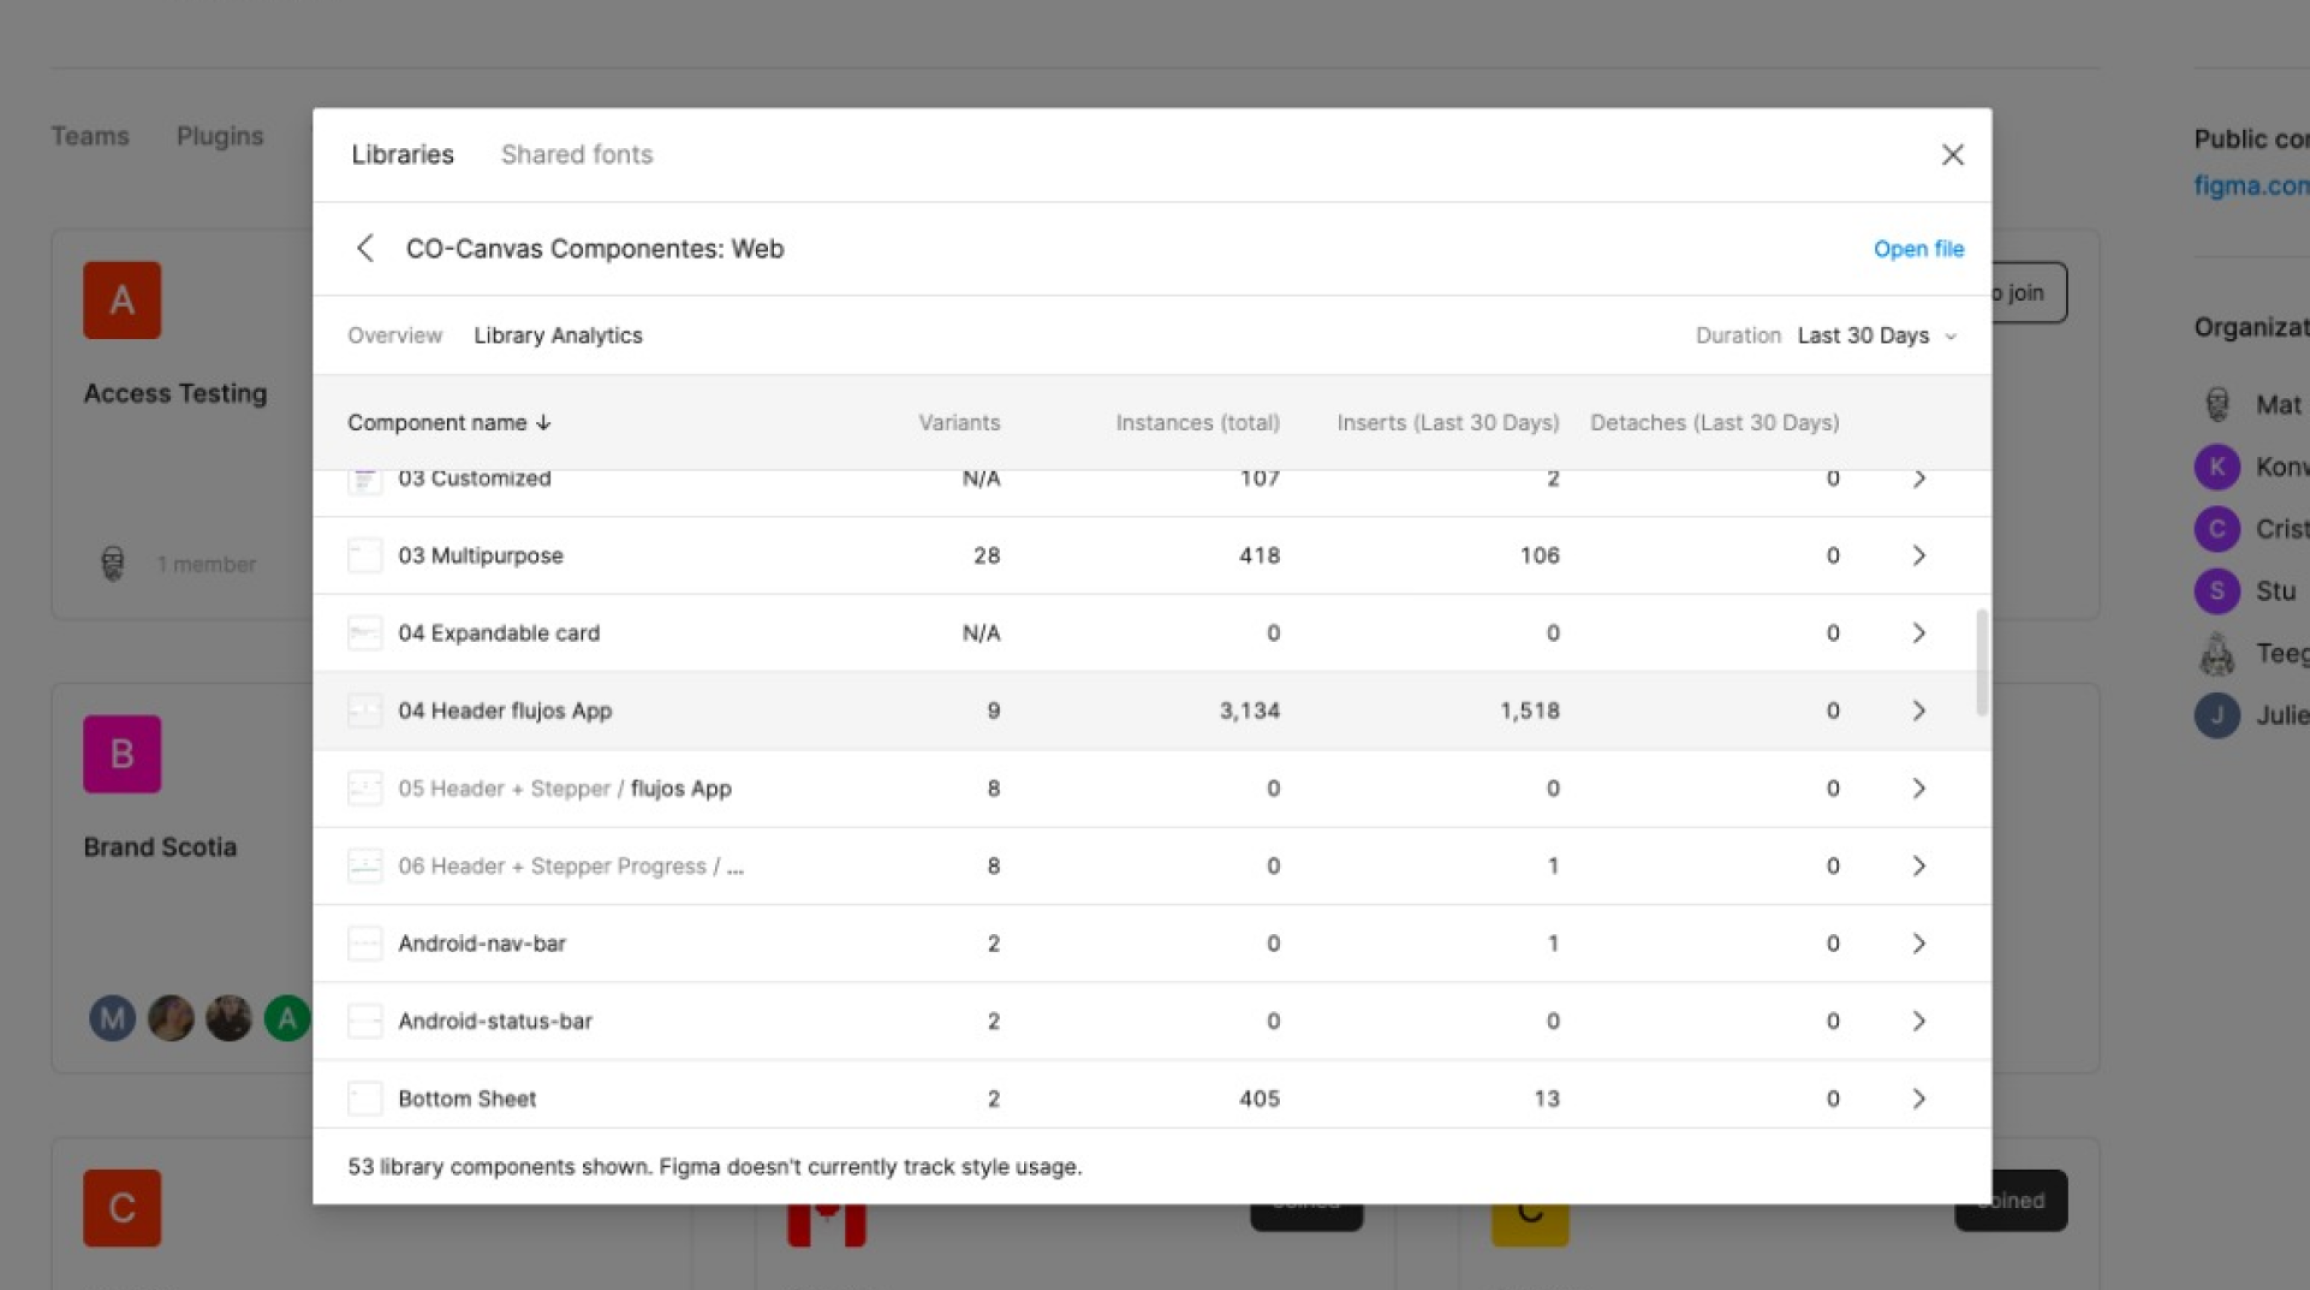 Teams Plugins
Public
figma.com
A
Access Testing
1 member
B
Brand Scotia
M A
C
Libraries Shared fonts
CO-Canvas Componentes: Web Open file
Overview Library Analytics Duration Last 30 Days
Component name ↓ Variants Instances (total) Inserts (Last 30 Days) Detaches (Last 30 Days)
03 Customized N/A 107 2 0
03 Multipurpose 28 418 106 0
04 Expandable card N/A 0 0 0
04 Header flujos App 9 3,134 1,518 0
05 Header + Stepper / flujos App 8 0 0 0
06 Header + Stepper Progress / ... 8 0 1 0
Android-nav-bar 2 0 1 0
Android-status-bar 2 0 0 0
Bottom Sheet 2 405 13 0
53 library components shown. Figma doesn't currently track style usage.
join
Mat
K
C
S Stu
J Julie
C